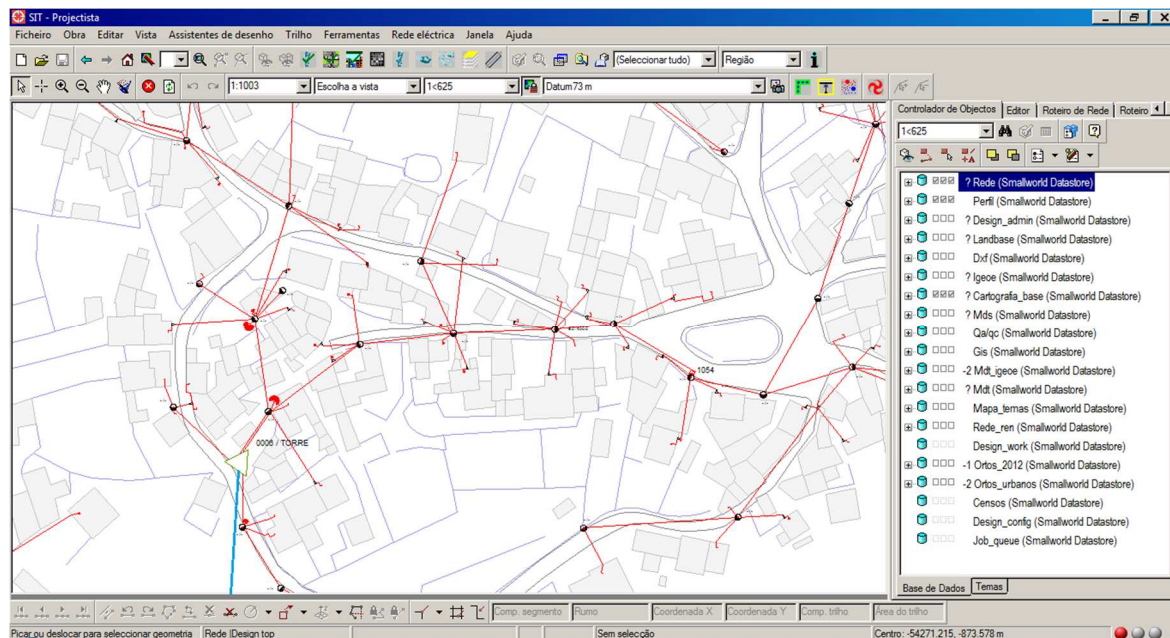 SIT - Projectista
Ficheiro Obra Editar Vista Assistentes de desenho Trilho Ferramentas Rede eléctrica Janela Ajuda
(Seleccionar tudo) Região
1:1003 Escolha a vista 1<625 Datum73 m
Controlador de Objectos Editor Roteiro de Rede Roteiro
1<625
? Rede (Smallworld Datastore)
Perfil (Smallworld Datastore)
? Design_admin (Smallworld Datastore)
? Landbase (Smallworld Datastore)
Dxf (Smallworld Datastore)
? Igeoe (Smallworld Datastore)
? Cartografia_base (Smallworld Datastore)
? Mds (Smallworld Datastore)
Qa/qc (Smallworld Datastore)
Gis (Smallworld Datastore)
-2 Mdt_igeoe (Smallworld Datastore)
? Mdt (Smallworld Datastore)
Mapa_temas (Smallworld Datastore)
Rede_ren (Smallworld Datastore)
Design_work (Smallworld Datastore)
-1 Ortos_2012 (Smallworld Datastore)
-2 Ortos_urbanos (Smallworld Datastore)
Censos (Smallworld Datastore)
Design_config (Smallworld Datastore)
Job_queue (Smallworld Datastore)
1054
0006 / TORRE
Base de Dados Temas
Comp. segmento Rumo Coordenada X Coordenada Y Comp. trilho Área do trilho
Picar ou deslocar para seleccionar geometria Rede |Design top Sem selecção Centro: -54271.215, -873.578 m